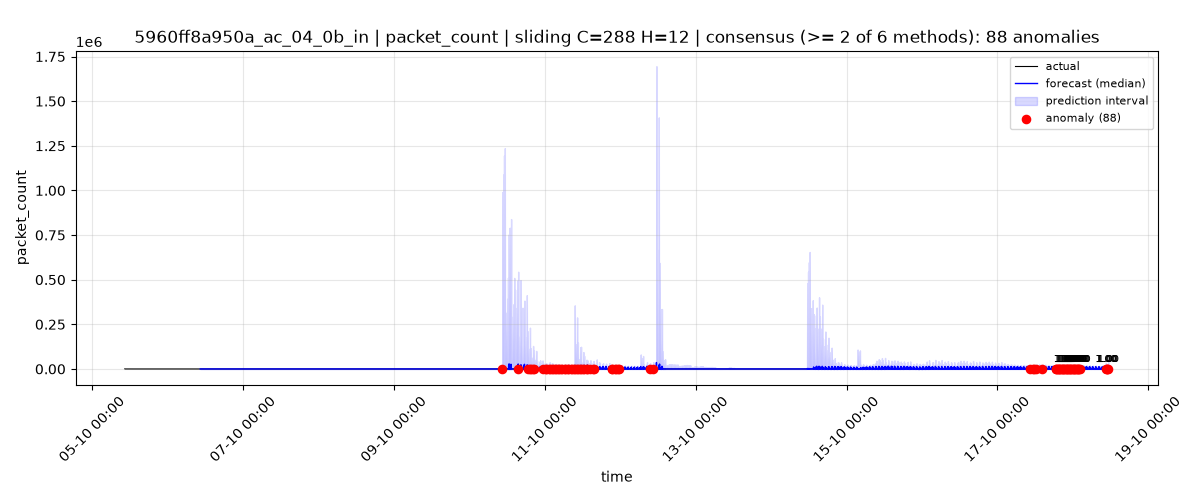 5960ff8a950a_ac_04_0b_in | packet_count | sliding C=288 H=12 | consensus (>= 2 of 6 methods): 88 anomalies
1e6
actual
forecast (median)
prediction interval
anomaly (88)
1.75
1.50
1.25
1.00
0.75
0.50
0.25
0.00
packet_count
1.00
05-10 00:00
07-10 00:00
09-10 00:00
11-10 00:00
13-10 00:00
15-10 00:00
17-10 00:00
19-10 00:00
time